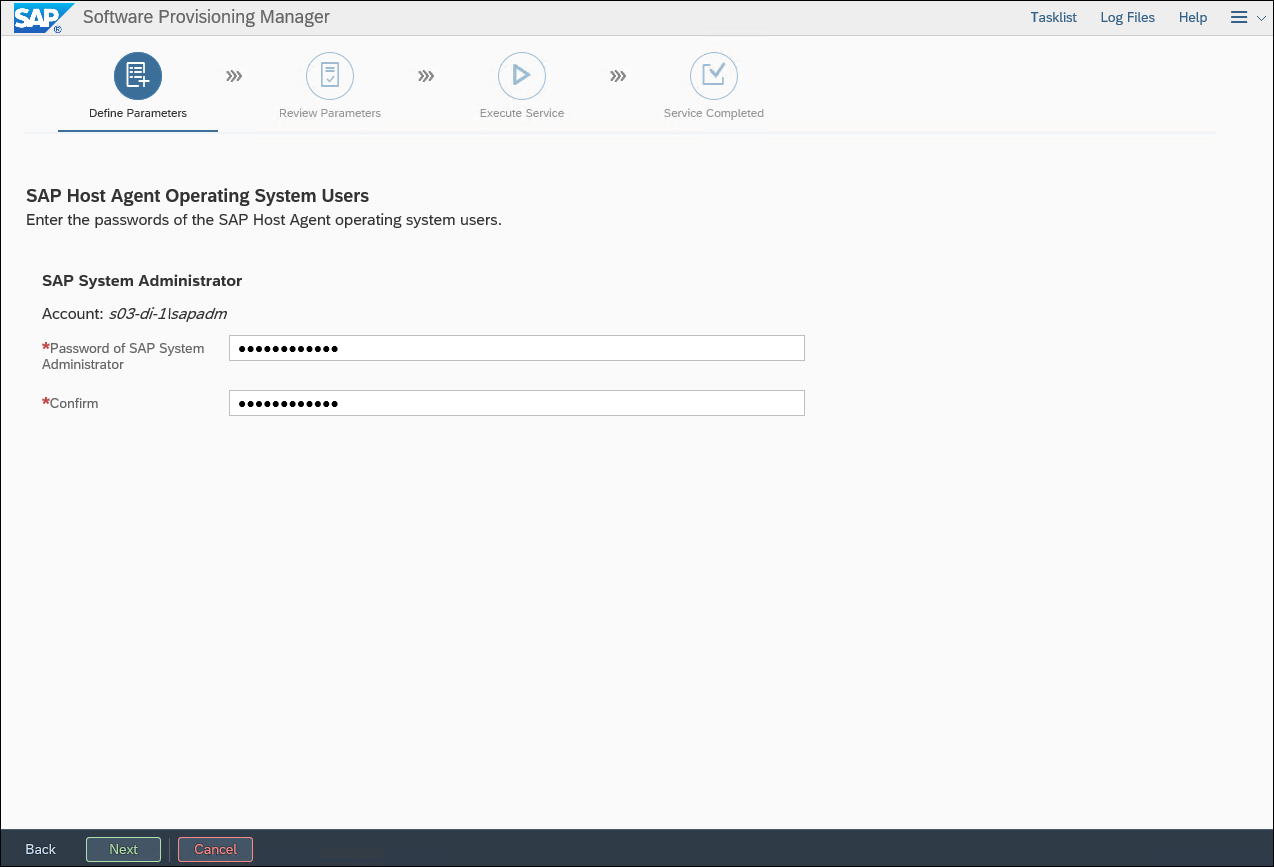 SAP® Software Provisioning Manager Tasklist Log Files Help
Define Parameters Review Parameters Execute Service Service Completed
SAP Host Agent Operating System Users
Enter the passwords of the SAP Host Agent operating system users.
SAP System Administrator
Account: s03-di-1\sapadm
*Password of SAP System
Administrator
••••••••••••
*Confirm ••••••••••••
Back Next Cancel